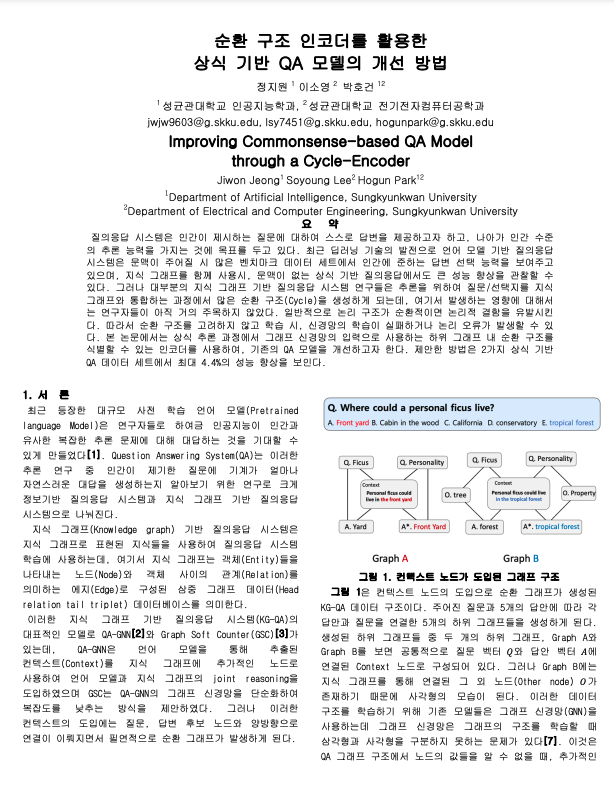 순환 구조 인코더를 활용한
상식 기반 QA 모델의 개선 방법
정지원 1 이소영 2 박호건 12
1 성균관대학교 인공지능학과, 2 성균관대학교 전기전자컴퓨터공학과
jwjw9603@g.skku.edu, lsy7451@g.skku.edu, hogunpark@g.skku.edu
Improving Commonsense-based QA Model
through a Cycle-Encoder
Jiwon Jeong1 Soyoung Lee2 Hogun Park12
1Department of Artificial Intelligence, Sungkyunkwan University
2Department of Electrical and Computer Engineering, Sungkyunkwan University
요 약
질의응답 시스템은 인간이 제시하는 질문에 대하여 스스로 답변을 제공하고자 하고, 나아가 인간 수준
의 추론 능력을 가지는 것에 목표를 두고 있다. 최근 딥러닝 기술의 발전으로 언어 모델 기반 질의응답
시스템은 문맥이 주어질 시 많은 벤치마크 데이터 세트에서 인간에 준하는 답변 선택 능력을 보여주고
있으며, 지식 그래프를 함께 사용시, 문맥이 없는 상식 기반 질의응답에서도 큰 성능 향상을 관찰할 수
있다. 그러나 대부분의 지식 그래프 기반 질의응답 시스템 연구들은 추론을 위하여 질문/선택지를 지식
그래프와 통합하는 과정에서 많은 순환 구조(Cycle)을 생성하게 되는데, 여기서 발생하는 영향에 대해서
는 연구자들이 아직 거의 주목하지 않았다. 일반적으로 논리 구조가 순환적이면 논리적 결함을 유발시킨
다. 따라서 순환 구조를 고려하지 않고 학습 시, 신경망의 학습이 실패하거나 논리 오류가 발생할 수 있
다. 본 논문에서는 상식 추론 과정에서 그래프 신경망의 입력으로 사용하는 하위 그래프 내 순환 구조를
식별할 수 있는 인코더를 사용하여, 기존의 QA 모델을 개선하고자 한다. 제안한 방법은 2가지 상식 기반
QA 데이터 세트에서 최대 4.4%의 성능 향상을 보인다.
1. 서 론
최근 등장한 대규모 사전 학습 언어 모델(Pretrained
language Model)은 연구자들로 하여금 인공지능이 인간과
유사한 복잡한 추론 문제에 대해 대답하는 것을 기대할 수
있게 만들었다[1]. Question Answering System(QA)는 이러한
추론 연구 중 인간이 제기한 질문에 기계가 얼마나
자연스러운 대답을 생성하는지 알아보기 위한 연구로 크게
정보기반 질의응답 시스템과 지식 그래프 기반 질의응답
시스템으로 나눠진다.
지식 그래프(Knowledge graph) 기반 질의응답 시스템은
지식 그래프로 표현된 지식들을 사용하여 질의응답 시스템
학습에 사용하는데, 여기서 지식 그래프는 객체(Entity)들을
나타내는 노드(Node)와 객체 사이의 관계(Relation)를
의미하는 에지(Edge)로 구성된 삼중 그래프 데이터(Head
relation tail triplet) 데이터베이스를 의미한다.
이러한 지식 그래프 기반 질의응답 시스템(KG-QA)의
대표적인 모델로 QA-GNN[2]와 Graph Soft Counter(GSC)[3]가
있는데, QA-GNN은 언어 모델을 통해 추출된
컨텍스트(Context)를 지식 그래프에 추가적인 노드로
사용하여 언어 모델과 지식 그래프의 joint reasoning을
도입하였으며 GSC는 QA-GNN의 그래프 신경망을 단순화하여
복잡도를 낮추는 방식을 제안하였다. 그러나 이러한
컨텍스트의 도입에는 질문, 답변 후보 노드와 양방향으로
연결이 이뤄지면서 필연적으로 순환 그래프가 발생하게 된다.
Q. Where could a personal ficus live?
A. Front yard B. Cabin in the wood C. California D. conservatory E. tropical forest
Q. Ficus
Q. Personality
Context
Personal ficus could
live in the front yard
A. Yard
A*. Front Yard
Graph A
Q. Ficus
Q. Personality
O. tree
Context
Personal ficus could live
in the tropical forest
O. Property
A. forest
A*. tropical forest
Graph B
그림 1. 컨텍스트 노드가 도입된 그래프 구조
그림 1은 컨텍스트 노드의 도입으로 순환 그래프가 생성된
KG-QA 데이터 구조이다. 주어진 질문과 5개의 답안에 따라 각
답안과 질문을 연결한 5개의 하위 그래프들을 생성하게 된다.
생성된 하위 그래프들 중 두 개의 하위 그래프, Graph A와
Graph B를 보면 공통적으로 질문 벡터 Q와 답안 벡터 A에
연결된 Context 노드로 구성되어 있다. 그러나 Graph B에는
지식 그래프를 통해 연결된 그 외 노드(Other node) O가
존재하기 때문에 사각형의 모습이 된다. 이러한 데이터
구조를 학습하기 위해 기존 모델들은 그래프 신경망(GNN)을
사용하는데 그래프 신경망은 그래프의 구조를 학습할 때
삼각형과 사각형을 구분하지 못하는 문제가 있다[7]. 이것은
QA 그래프 구조에서 노드의 값들을 알 수 없을 때, 추가적인